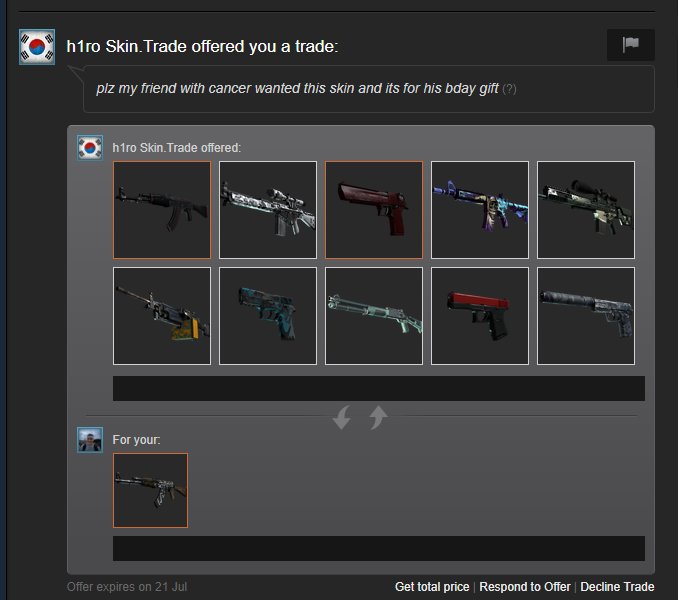 h1ro Skin.Trade offered you a trade:
plz my friend with cancer wanted this skin and its for his bday gift (?)
h1ro Skin.Trade offered:
For your:
Offer expires on 21 Jul
Get total price | Respond to Offer | Decline Trade